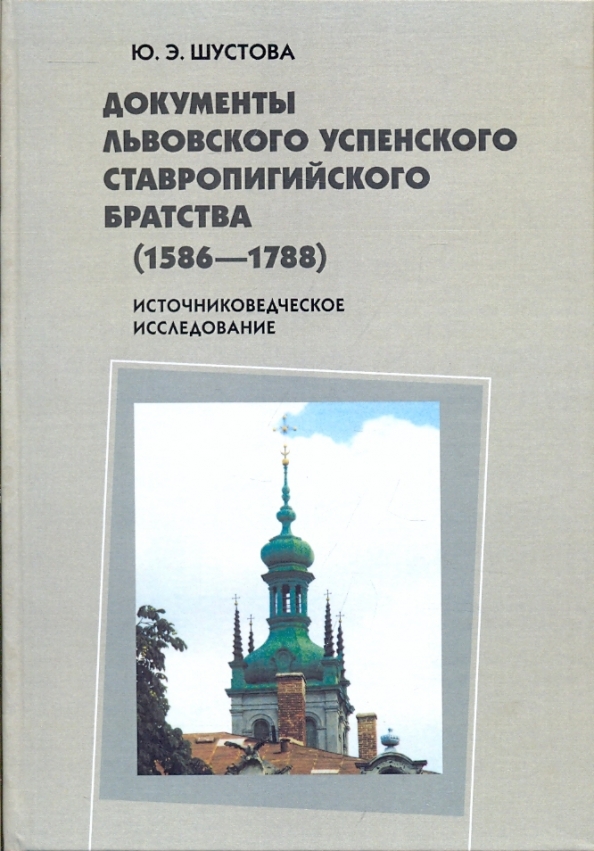 Ю. Э. ШУСТОВА
ДОКУМЕНТЫ
ЛЬВОВСКОГО УСПЕНСКОГО
СТАВРОПИГИЙСКОГО
БРАТСТВА
(1586—1788)
ИСТОЧНИКОВЕДЧЕСКОЕ
ИССЛЕДОВАНИЕ